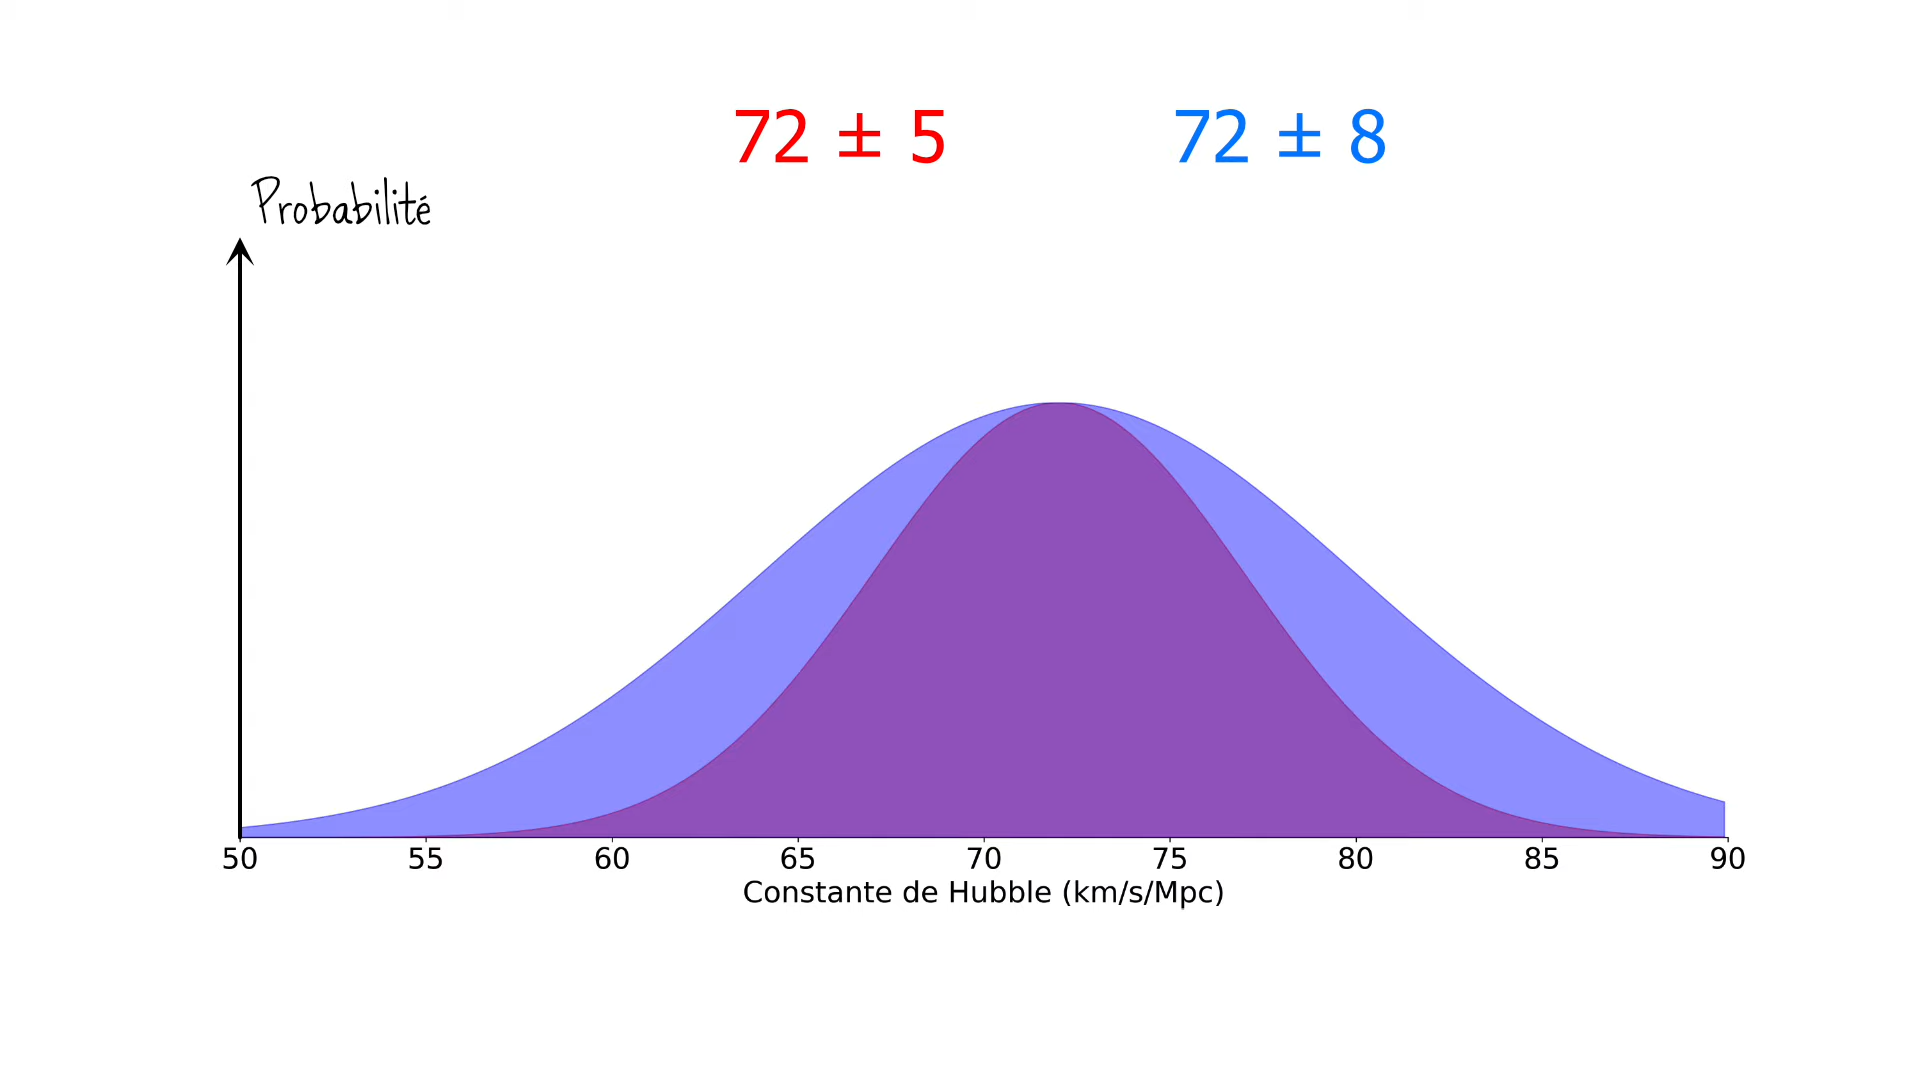 72 ± 5
72 ± 8
Probabilité
50 55 60 65 70 75 80 85 90
Constante de Hubble (km/s/Mpc)